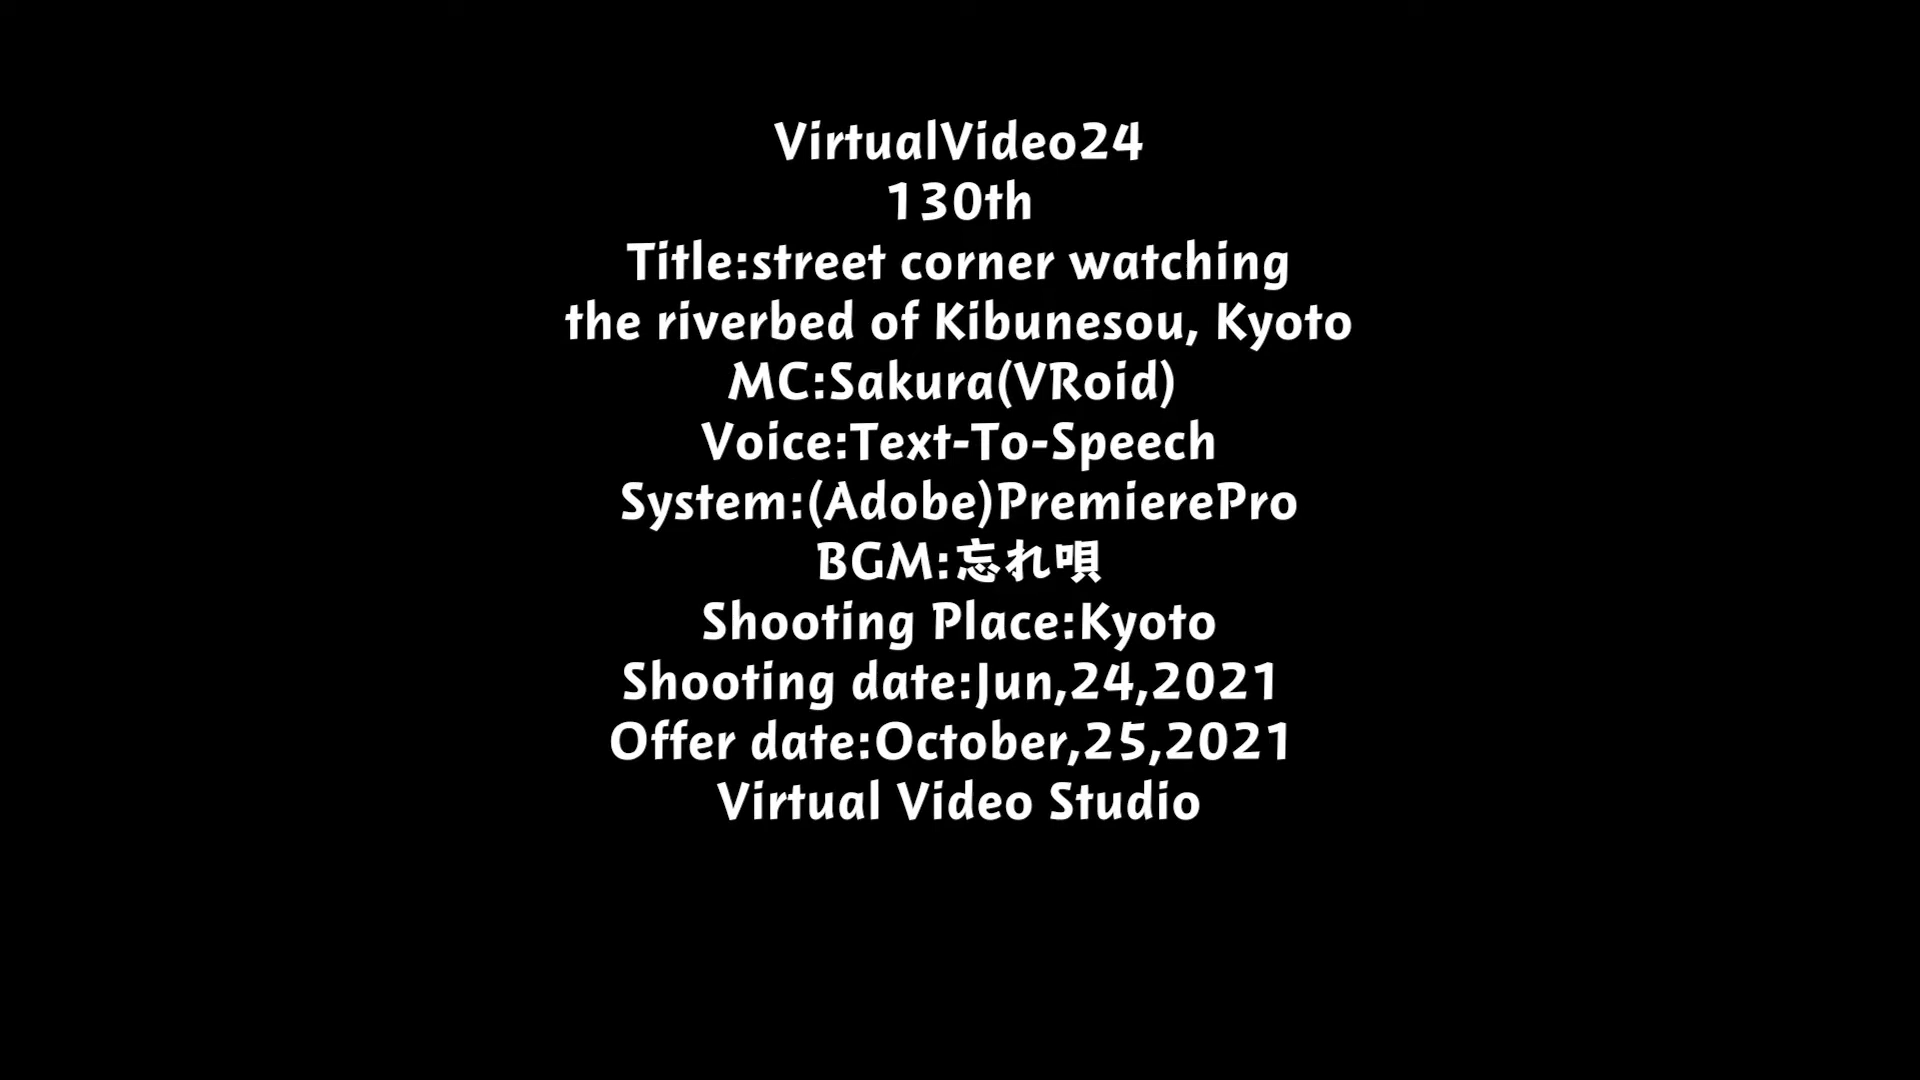 VirtualVideo24
130th
Title:street corner watching
the riverbed of Kibunesou, Kyoto
MC:Sakura(VRoid)
Voice:Text-To-Speech
System:(Adobe)PremierePro
BGM:忘れ唄
Shooting Place:Kyoto
Shooting date:Jun,24,2021
Offer date:October,25,2021
Virtual Video Studio